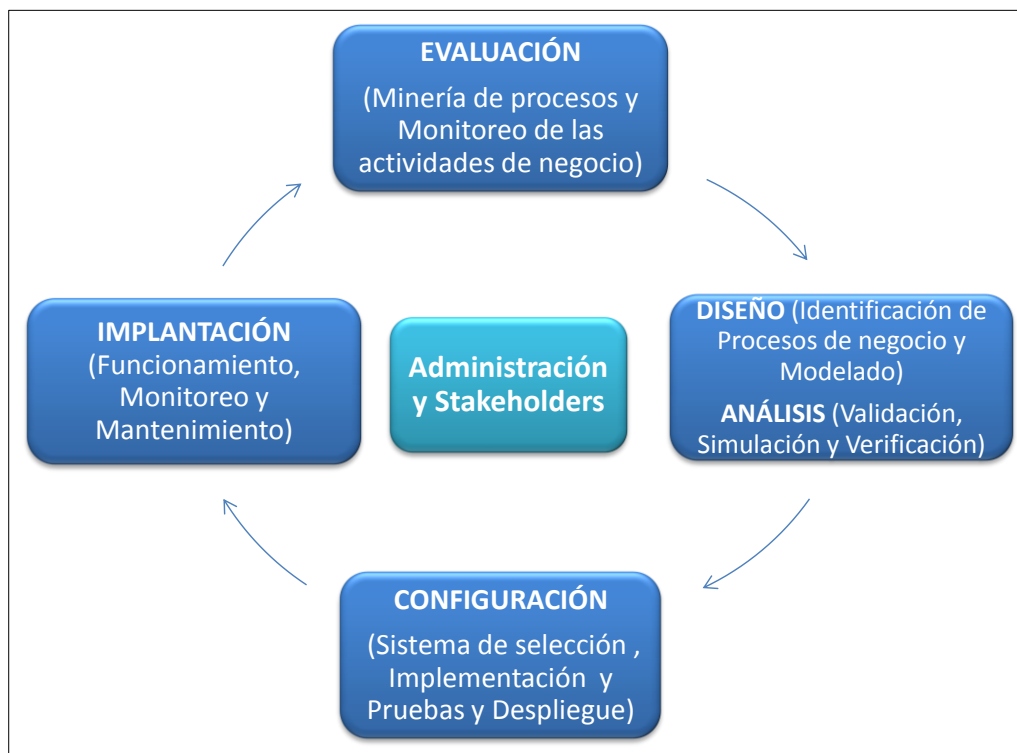 EVALUACIÓN
(Minería de procesos y
Monitoreo de las
actividades de negocio)
IMPLANTACIÓN
(Funcionamiento,
Monitoreo y
Mantenimiento)
Administración
y Stakeholders
DISEÑO (Identificación de
Procesos de negocio y
Modelado)
ANÁLISIS (Validación,
Simulación y Verificación)
CONFIGURACIÓN
(Sistema de selección ,
Implementación y
Pruebas y Despliegue)